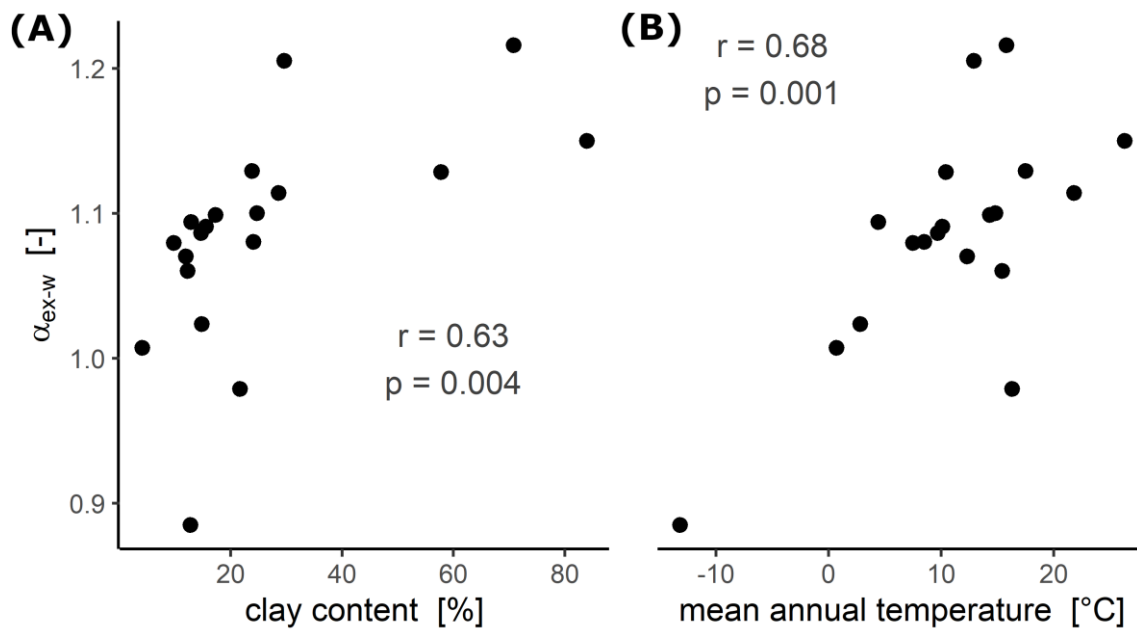 (A)
(B)
r = 0.68
p = 0.001
r = 0.63
p = 0.004
αex-w [-]
1.2
1.1
1.0
0.9
20 40 60 80
clay content [%]
-10 0 10 20
mean annual temperature [°C]